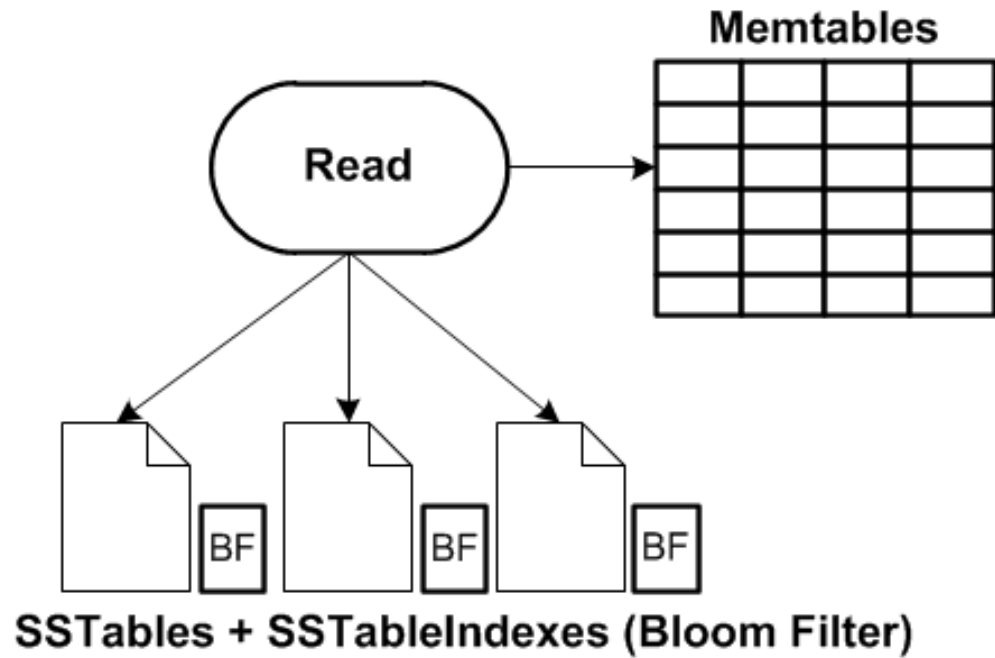 Memtables
Read
BF
BF
BF
SSTables + SSTableIndexes (Bloom Filter)